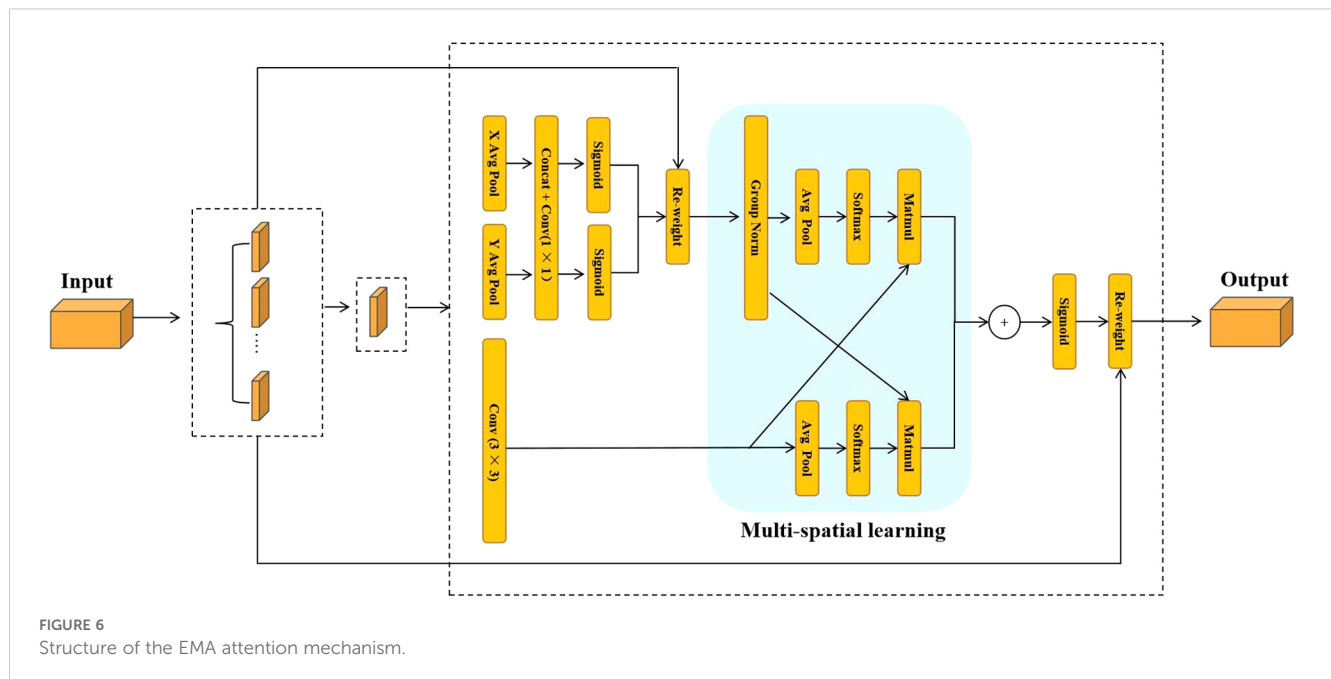 Input
X Avg Pool
Y Avg Pool
Concat + Conv(1 × 1)
Sigmoid
Sigmoid
Re-weight
Conv (3 × 3)
Group Norm
Avg Pool
Softmax
Matmul
Avg Pool
Softmax
Matmul
Multi-spatial learning
+
Sigmoid
Re-weight
Output
FIGURE 6
Structure of the EMA attention mechanism.